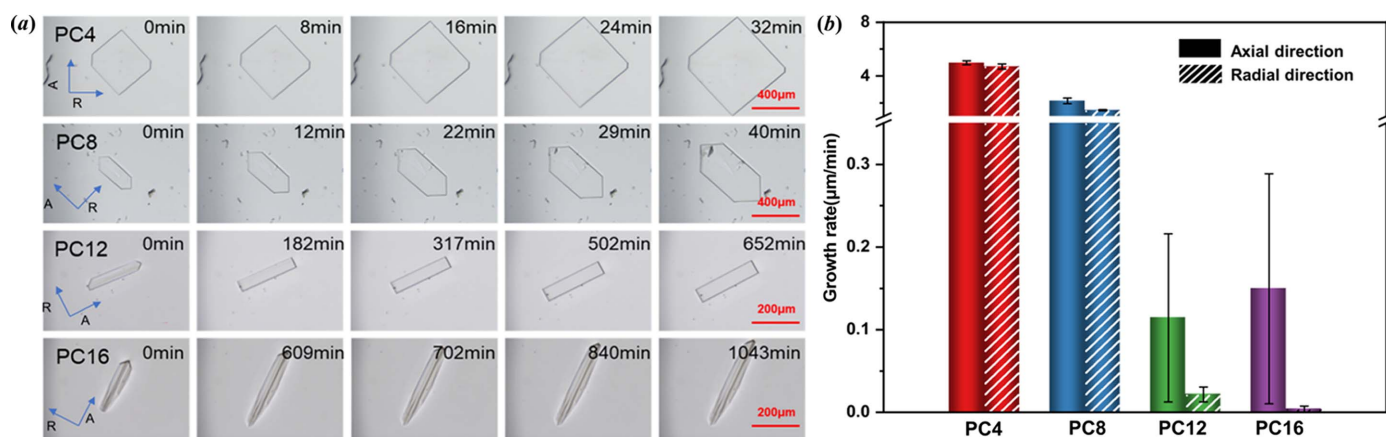 (a)
PC4 0min 8min 16min 24min 32min
A
R
400μm
PC8 0min 12min 22min 29min 40min
A
R
400μm
PC12 0min 182min 317min 502min 652min
R
A
200μm
PC16 0min 609min 702min 840min 1043min
R
A
200μm
(b)
Growth rate(μm/min)
8
4
0.3
0.2
0.1
0.0
Axial direction
Radial direction
PC4 PC8 PC12 PC16